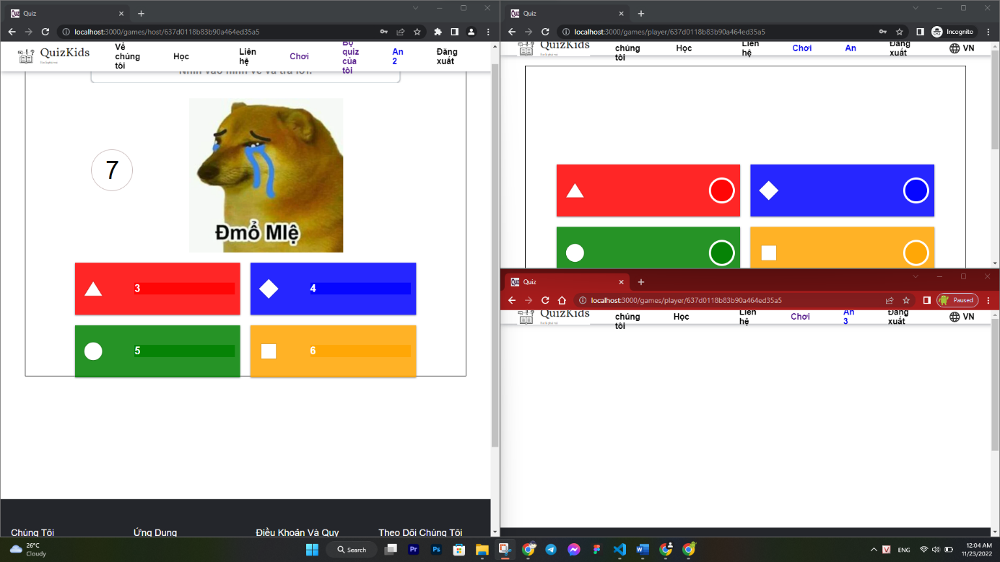 Quiz
localhost:3000/games/host/637d0118b83b90a464ed35a5
QuizKids
Về chúng tôi
Học
Liên hệ
Chơi
Bộ quiz của tôi
An 2
Đăng xuất
Nhìn vào hình vẽ và trả lời:
7
Đmổ Mlệ
3
4
5
6
Chúng Tôi
Ứng Dụng
Điều Khoản Và Quy
Theo Dõi Chúng Tôi
Quiz
localhost:3000/games/player/637d0118b83b90a464ed35a5
Incognito
QuizKids
chúng tôi
Học
Liên hệ
Chơi
An
Đăng xuất
VN
Quiz
localhost:3000/games/player/637d0118b83b90a464ed35a5
Paused
QuizKids
chúng tôi
Học
Liên hệ
Chơi
An 3
Đăng xuất
VN
26°C
Cloudy
Search
Pr
Ps
ENG
12:04 AM
11/23/2022